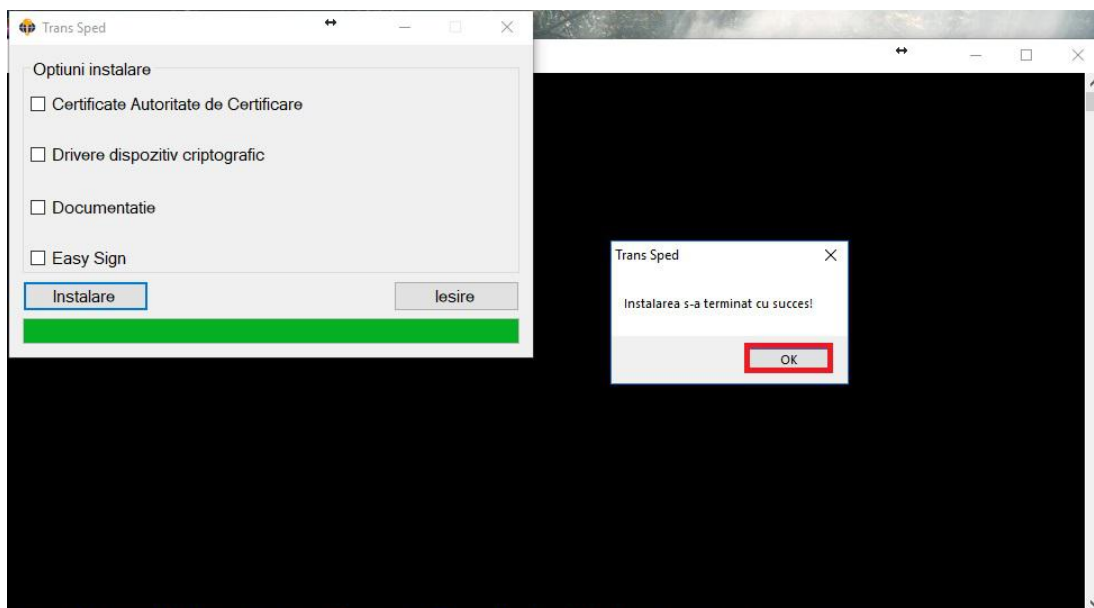 Trans Sped
Optiuni instalare
Certificate Autoritate de Certificare
Drivere dispozitiv criptografic
Documentatie
Easy Sign
Instalare
Iesire
Trans Sped
Instalarea s-a terminat cu succes!
OK